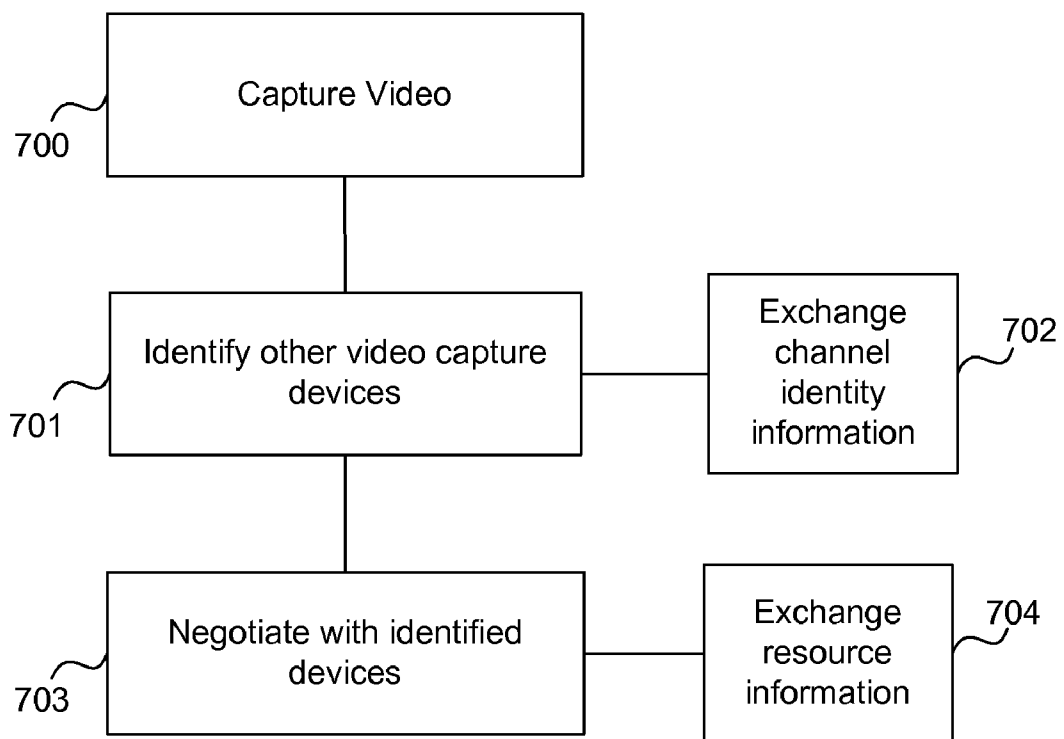 Capture Video
700
Identify other video capture
devices
701
Exchange
channel
identity
information
702
Negotiate with identified
devices
703
Exchange
resource
information
704